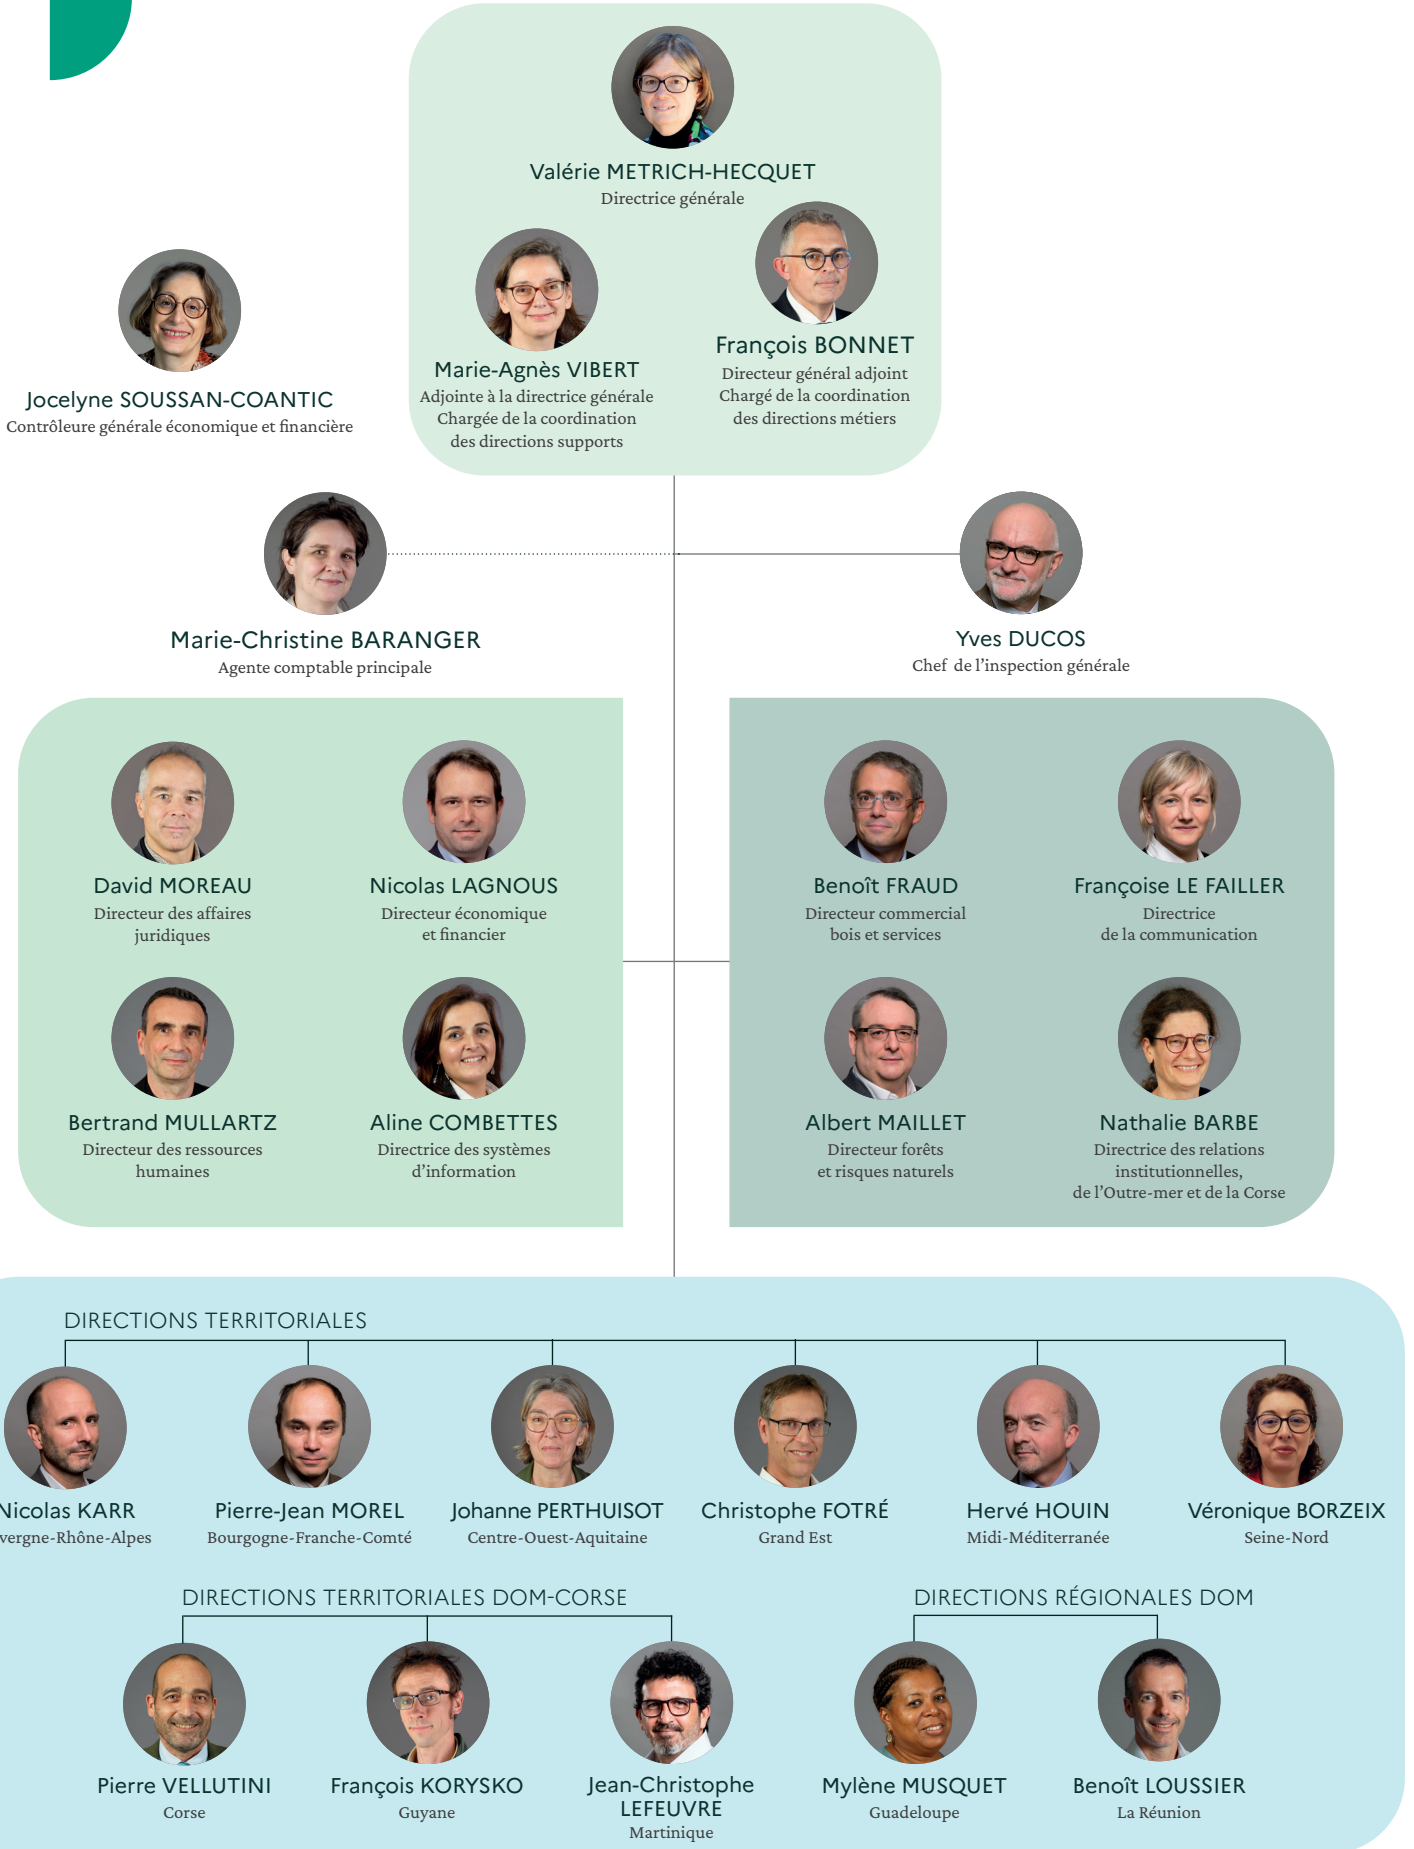 Valérie METRICH-HECQUET
Directrice générale
Jocelyne SOUSSAN-COANTIC
Contrôleure générale économique et financière
Marie-Agnès VIBERT
Adjointe à la directrice générale
Chargée de la coordination
des directions supports
François BONNET
Directeur général adjoint
Chargé de la coordination
des directions métiers
Marie-Christine BARANGER
Agente comptable principale
Yves DUCOS
Chef de l’inspection générale
David MOREAU
Directeur des affaires
juridiques
Nicolas LAGNOUS
Directeur économique
et financier
Bertrand MULLARTZ
Directeur des ressources
humaines
Aline COMBETTES
Directrice des systèmes
d’information
Benoît FRAUD
Directeur commercial
bois et services
Françoise LE FAILLER
Directrice
de la communication
Albert MAILLET
Directeur forêts
et risques naturels
Nathalie BARBE
Directrice des relations
institutionnelles,
de l’Outre-mer et de la Corse
DIRECTIONS TERRITORIALES
Nicolas KARR
vergne-Rhône-Alpes
Pierre-Jean MOREL
Bourgogne-Franche-Comté
Johanne PERTHUISOT
Centre-Ouest-Aquitaine
Christophe FOTRÉ
Grand Est
Hervé HOUIN
Midi-Méditerranée
Véronique BORZEIX
Seine-Nord
DIRECTIONS TERRITORIALES DOM-CORSE
Pierre VELLUTINI
Corse
François KORYSKO
Guyane
Jean-Christophe
LEFEUVRE
Martinique
DIRECTIONS RÉGIONALES DOM
Mylène MUSQUET
Guadeloupe
Benoît LOUSSIER
La Réunion